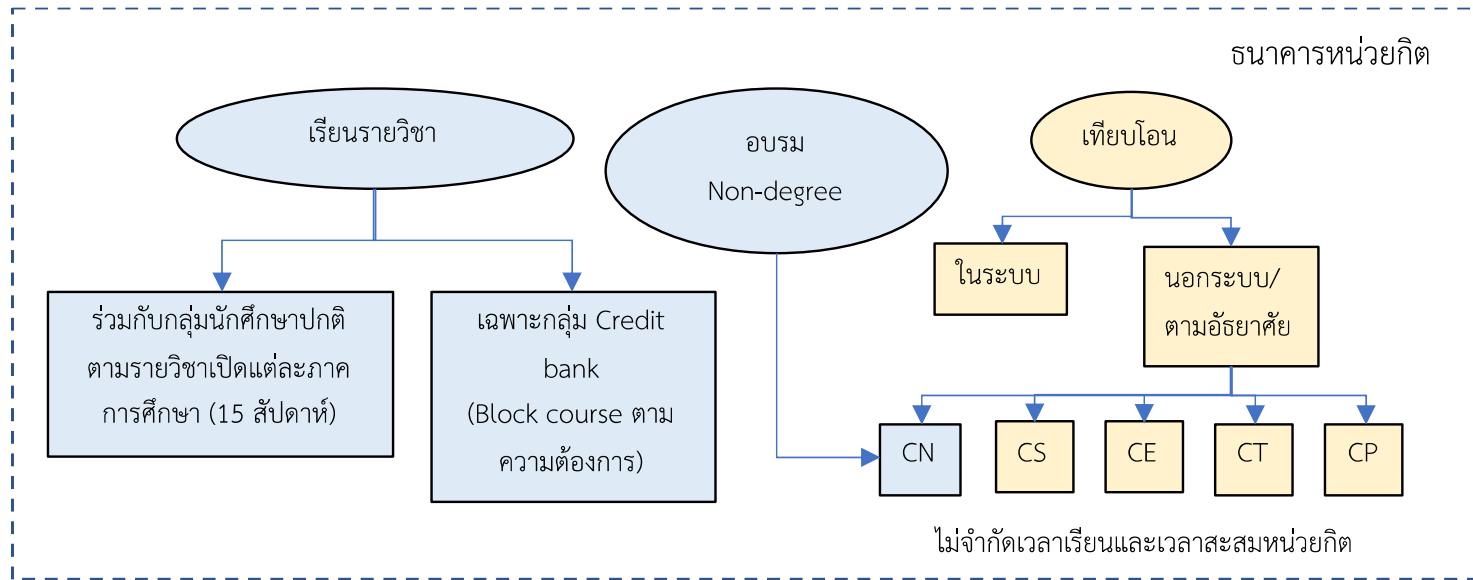 ธนาคารหน่วยกิต
เรียนรายวิชา
อบรม
Non-degree
เทียบโอน
ในระบบ
นอกระบบ/
ตามอัธยาศัย
ร่วมกับกลุ่มนักศึกษาปกติ
ตามรายวิชาเปิดแต่ละภาค
การศึกษา (15 สัปดาห์)
เฉพาะกลุ่ม Credit
bank
(Block course ตาม
ความต้องการ)
CN
CS
CE
CT
CP
ไม่จำกัดเวลาเรียนและเวลาสะสมหน่วยกิต